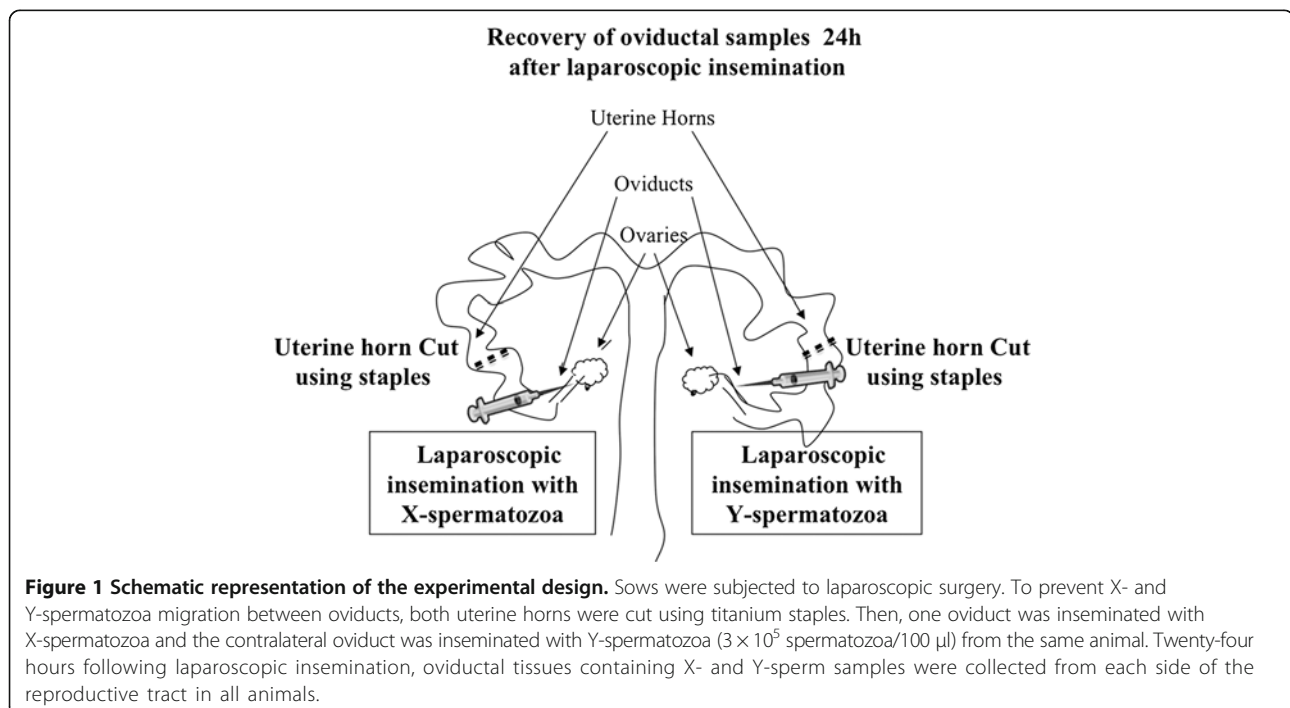 Recovery of oviductal samples 24h
after laparoscopic insemination
Uterine Horns
Oviducts
Ovaries
Uterine horn Cut
using staples
Uterine horn Cut
using staples
Laparoscopic
insemination with
X-spermatozoa
Laparoscopic
insemination with
Y-spermatozoa
Figure 1 Schematic representation of the experimental design. Sows were subjected to laparoscopic surgery. To prevent X- and
Y-spermatozoa migration between oviducts, both uterine horns were cut using titanium staples. Then, one oviduct was inseminated with
X-spermatozoa and the contralateral oviduct was inseminated with Y-spermatozoa (3 × 10⁵ spermatozoa/100 μl) from the same animal. Twenty-four
hours following laparoscopic insemination, oviductal tissues containing X- and Y-sperm samples were collected from each side of the
reproductive tract in all animals.